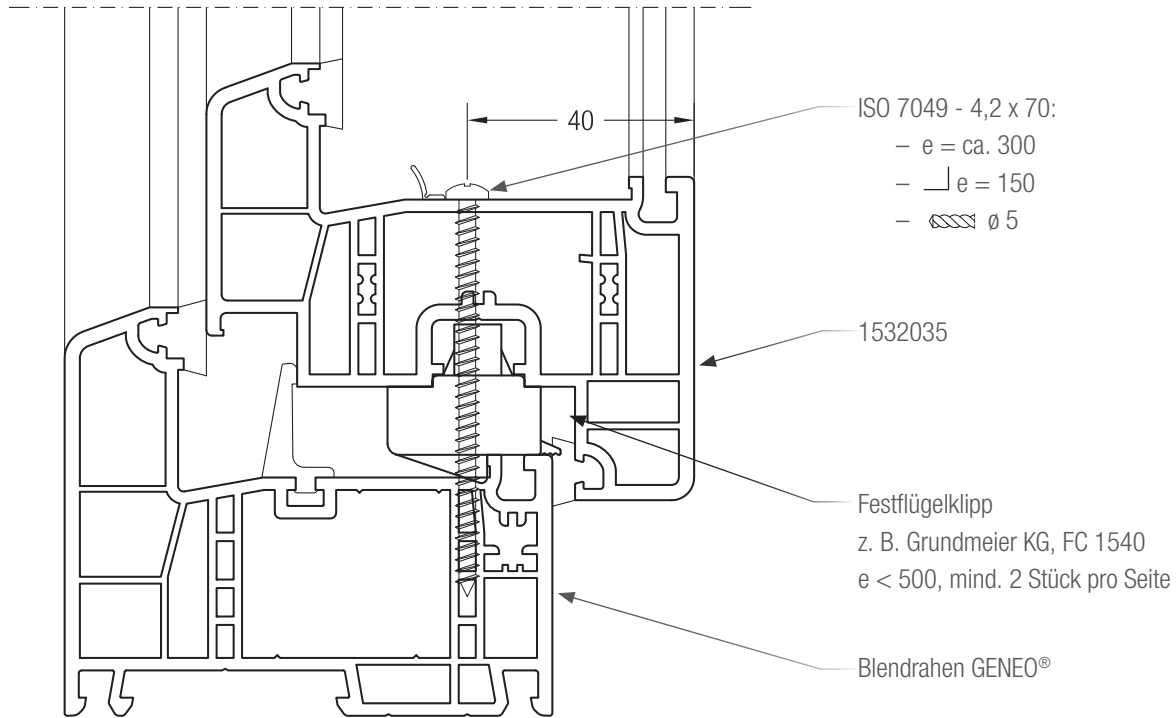 40
ISO 7049 - 4,2 x 70:
– e = ca. 300
– e = 150
– ø 5
1532035
Festflügelklipp
z. B. Grundmeier KG, FC 1540
e < 500, mind. 2 Stück pro Seite
Blendrahen GENEO®